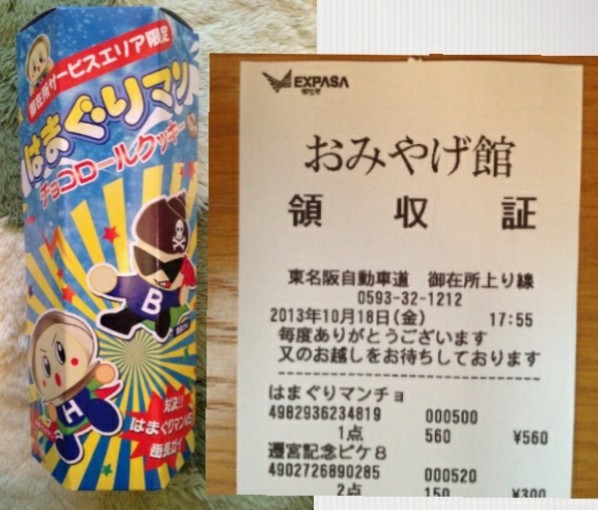 御在所サービスエリア限定
はまぐりマン
チョコロールクッキー
B
H
対決!!
はまぐりマンVS
EXPASA
御在所
おみやげ館
領収証
東名阪自動車道 御在所上り線
0593-32-1212
2013年10月18日(金) 17:55
毎度ありがとうございます
又のお越しをお待ちしております
はまぐりマンチョ
4982936234819 000500
1点 560 ¥560
遷宮記念ピケ8
4902726890285 000520
2点 150 ¥300